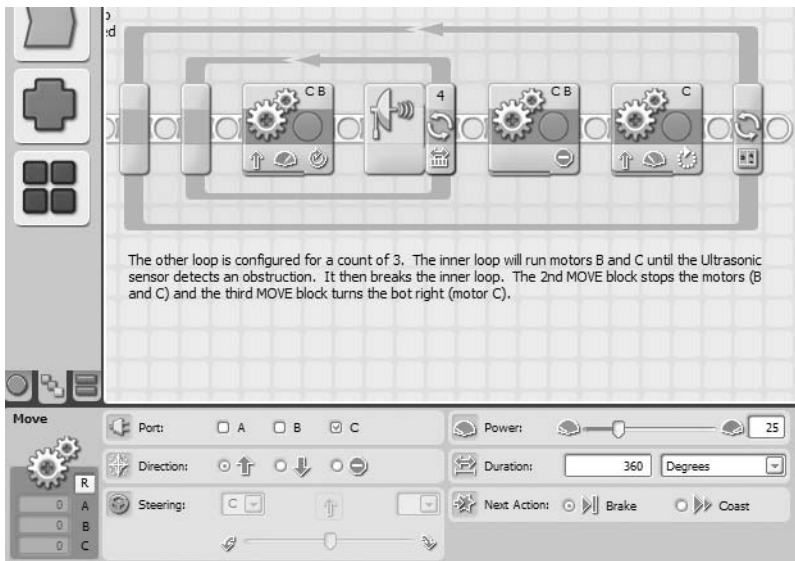 ed
C B
4
C B
C
The other loop is configured for a count of 3. The inner loop will run motors B and C until the Ultrasonic
sensor detects an obstruction. It then breaks the inner loop. The 2nd MOVE block stops the motors (B
and C) and the third MOVE block turns the bot right (motor C).
Move
Port: A B C
Power: 25
Direction:
Duration: 360 Degrees
R
0 A
Steering: C
Next Action: Brake Coast
0 B
0 C